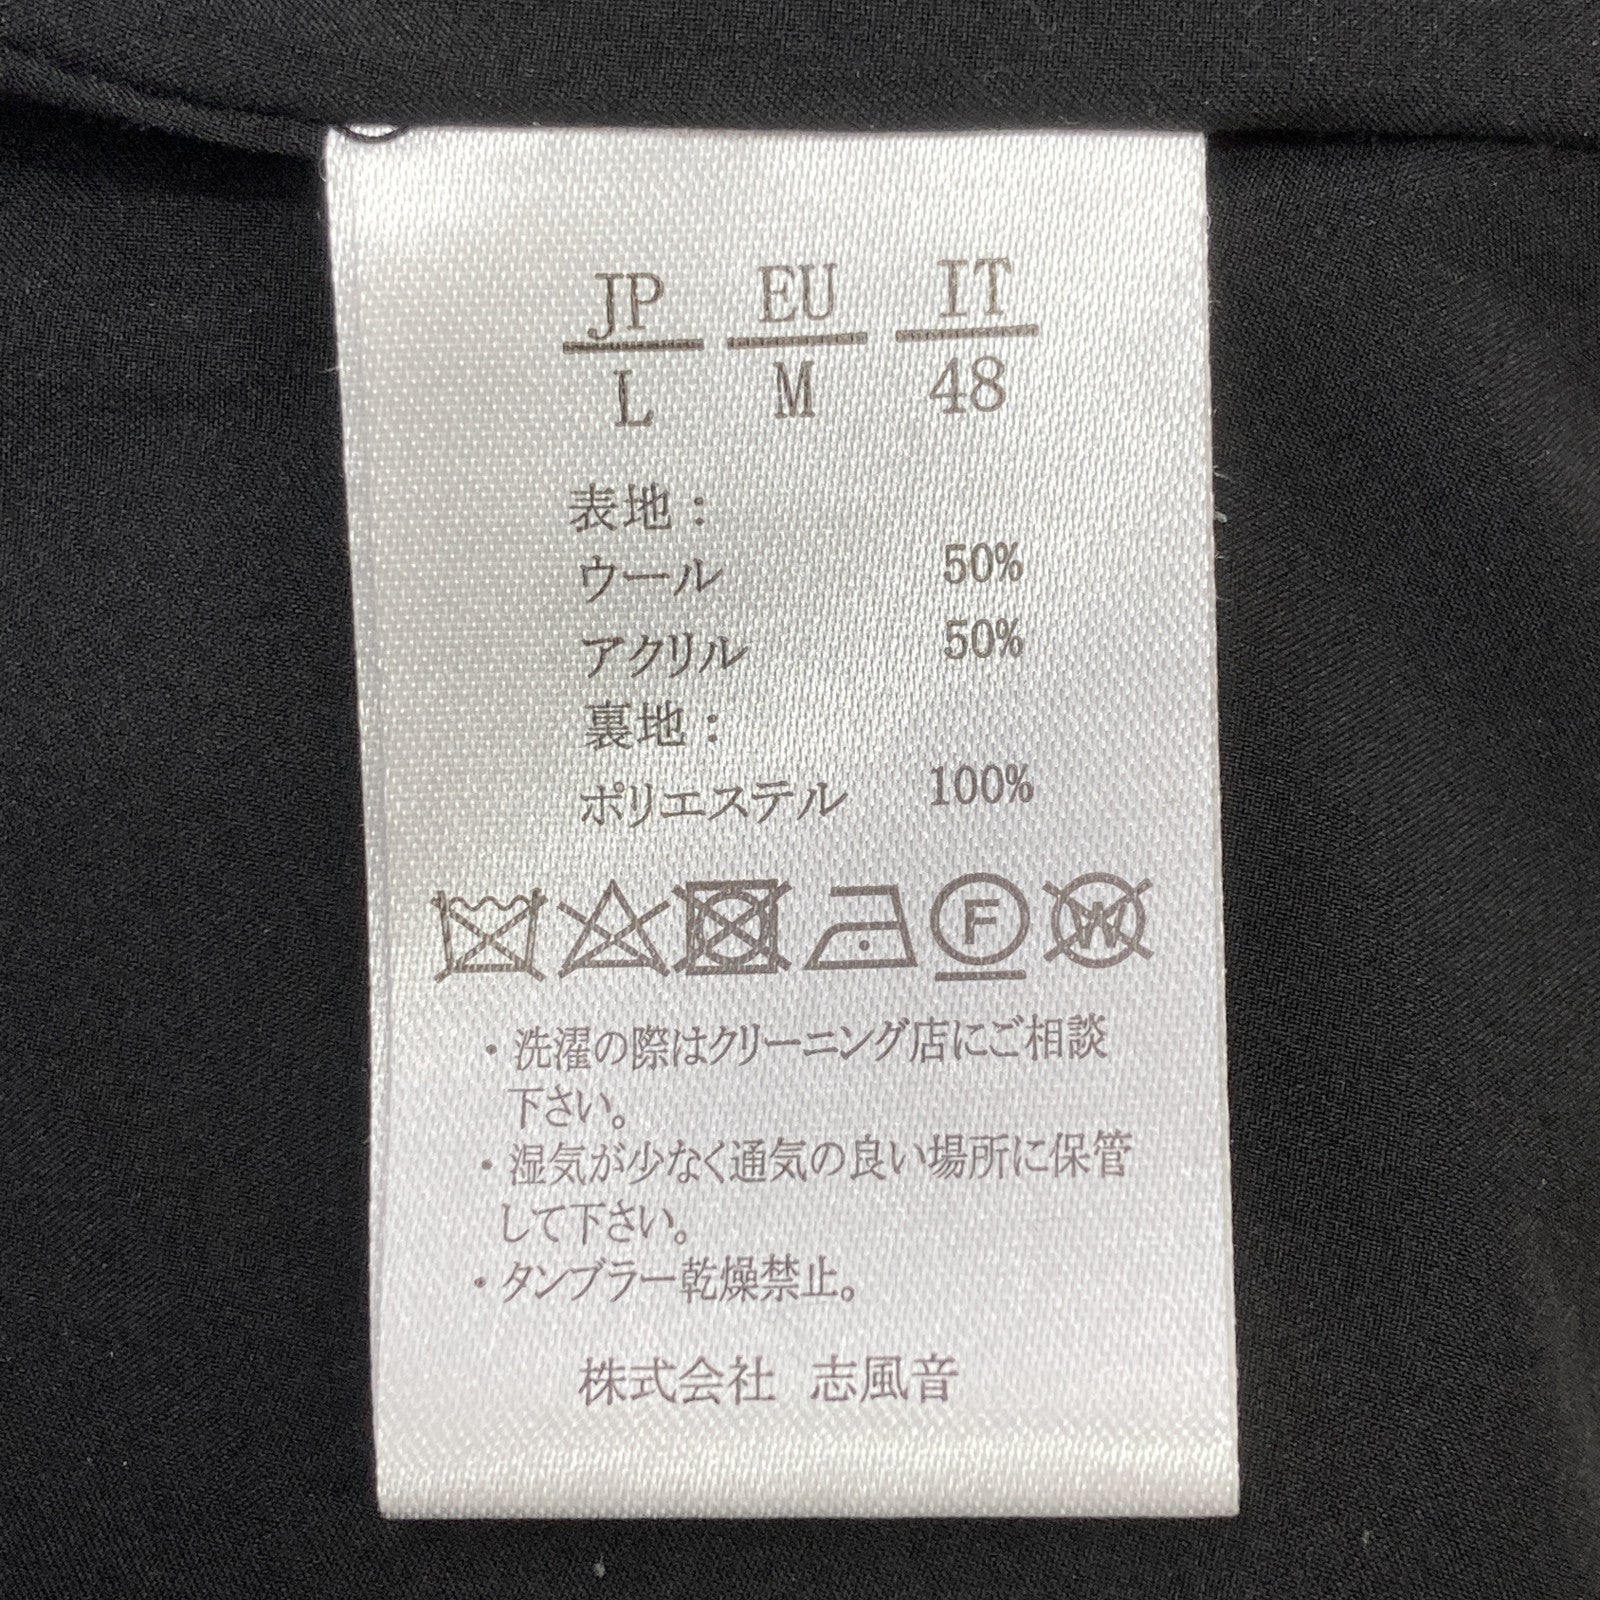 JP EU IT
L M 48
表地：
ウール 50%
アクリル 50%
裏地：
ポリエステル 100%
F W
・洗濯の際はクリーニング店にご相談
下さい。
・湿気が少なく通気の良い場所に保管
して下さい。
・タンブラー乾燥禁止。
株式会社 志風音